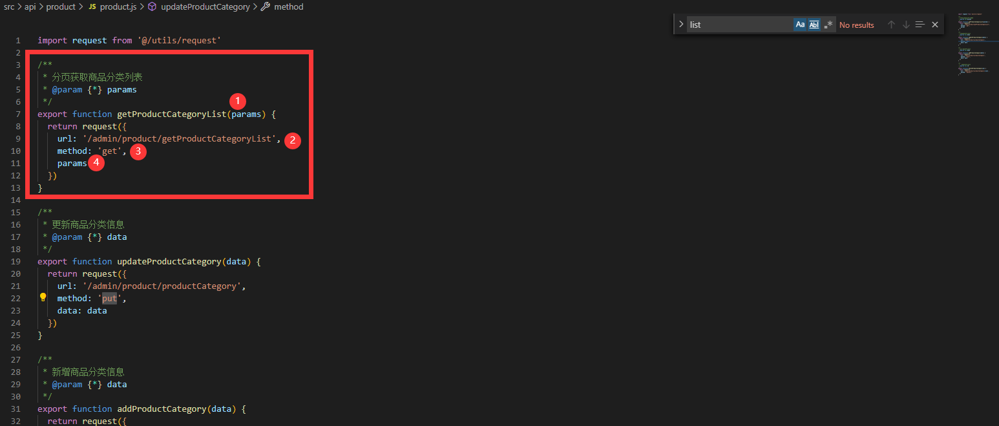 src > api > product > JS product.js > updateProductCategory > method
list Aa Abl .* No results
1 import request from '@/utils/request'
2
3 /**
4 * 分页获取商品分类列表
5 * @param {*} params
6 */
1
7 export function getProductCategoryList(params) {
8 return request({
9 url: '/admin/product/getProductCategoryList', 2
10 method: 'get', 3
11 params 4
12 })
13 }
14
15 /**
16 * 更新商品分类信息
17 * @param {*} data
18 */
19 export function updateProductCategory(data) {
20 return request({
21 url: '/admin/product/productCategory',
22 method: 'put',
23 data: data
24 })
25 }
26
27 /**
28 * 新增商品分类信息
29 * @param {*} data
30 */
31 export function addProductCategory(data) {
32 return request({